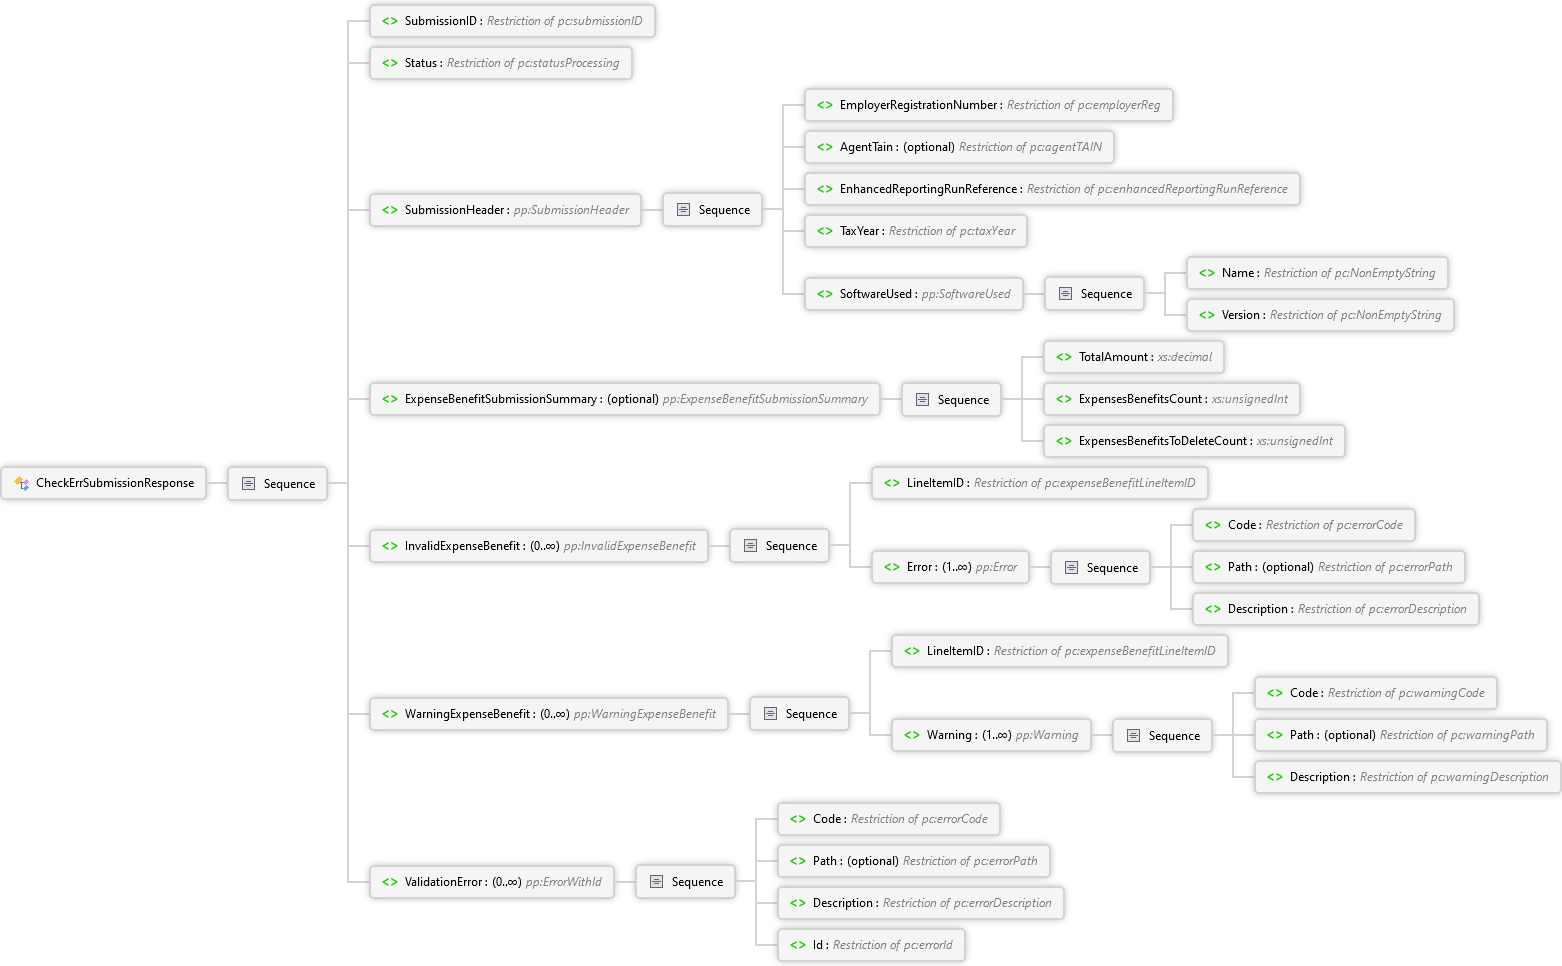 SubmissionID : Restriction of pc:submissionID
Status : Restriction of pc:statusProcessing
EmployerRegistrationNumber : Restriction of pc:employerReg
AgentTain : (optional) Restriction of pc:agentTAIN
EnhancedReportingRunReference : Restriction of pc:enhancedReportingRunReference
SubmissionHeader : pp:SubmissionHeader
Sequence
TaxYear : Restriction of pc:taxYear
Name : Restriction of pc:NonEmptyString
SoftwareUsed : pp:SoftwareUsed
Sequence
Version : Restriction of pc:NonEmptyString
TotalAmount : xs:decimal
ExpenseBenefitSubmissionSummary : (optional) pp:ExpenseBenefitSubmissionSummary
Sequence
ExpensesBenefitsCount : xs:unsignedInt
ExpensesBenefitsToDeleteCount : xs:unsignedInt
CheckErrSubmissionResponse
Sequence
LineItemID : Restriction of pc:expenseBenefitLineItemID
Code : Restriction of pc:errorCode
InvalidExpenseBenefit : (0..∞) pp:InvalidExpenseBenefit
Sequence
Error : (1..∞) pp:Error
Sequence
Path : (optional) Restriction of pc:errorPath
Description : Restriction of pc:errorDescription
LineItemID : Restriction of pc:expenseBenefitLineItemID
Code : Restriction of pc:warningCode
WarningExpenseBenefit : (0..∞) pp:WarningExpenseBenefit
Sequence
Warning : (1..∞) pp:Warning
Sequence
Path : (optional) Restriction of pc:warningPath
Description : Restriction of pc:warningDescription
Code : Restriction of pc:errorCode
Path : (optional) Restriction of pc:errorPath
ValidationError : (0..∞) pp:ErrorWithId
Sequence
Description : Restriction of pc:errorDescription
Id : Restriction of pc:errorId